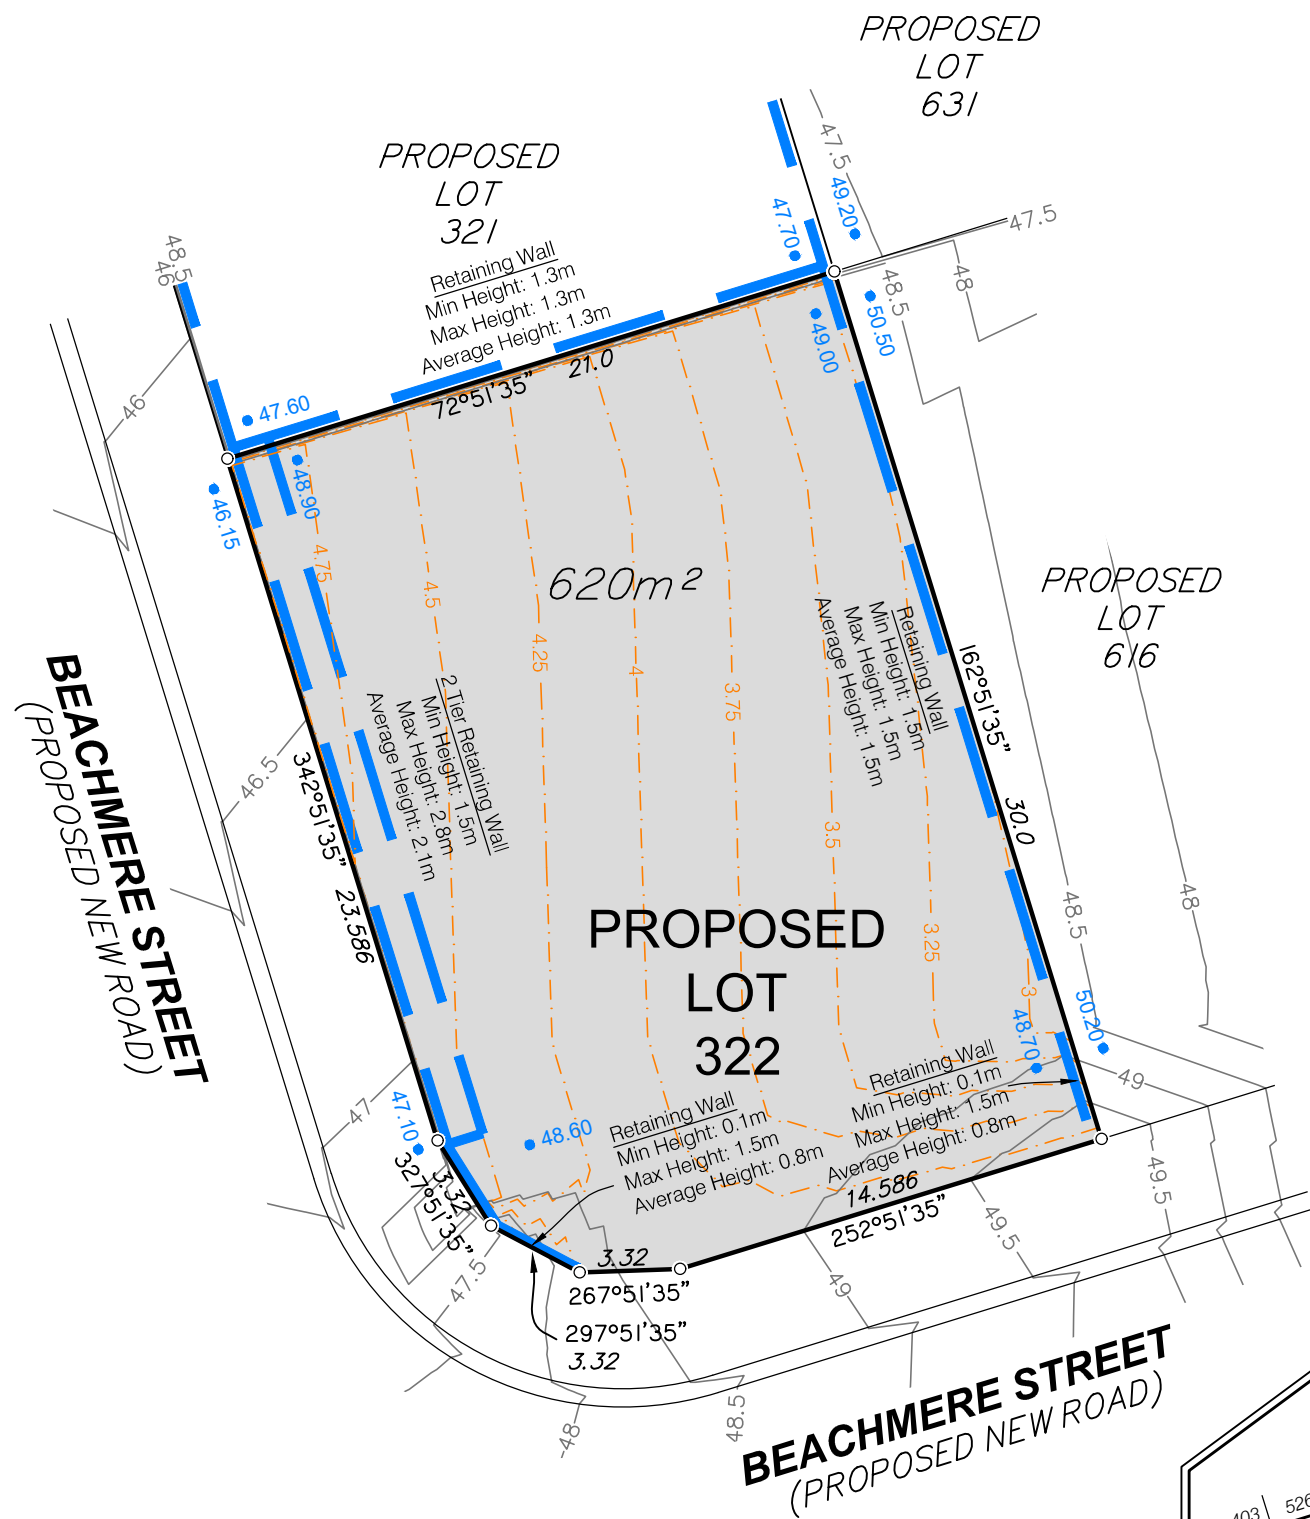 PROPOSED
LOT
631
PROPOSED
LOT
321
47.5
49.20
47.70
47.5
48
48.5
50.50
49.00
48.5
46
Retaining Wall
Min Height: 1.3m
Max Height: 1.3m
Average Height: 1.3m
21.0
72°51'35"
46
47.60
48.90
46.15
4.75
4.5
4.25
4
3.75
3.5
3.25
3
620m²
PROPOSED
LOT
616
Retaining Wall
Min Height: 1.5m
Max Height: 1.5m
Average Height: 1.5m
162°51'35"
30.0
2 Tier Retaining Wall
Min Height: 1.5m
Max Height: 2.8m
Average Height: 2.1m
BEACHMERE STREET
(PROPOSED NEW ROAD)
46.5
342°51'35"
23.586
48.5
48
PROPOSED
LOT
322
50.20
48.70
49
Retaining Wall
Min Height: 0.1m
Max Height: 1.5m
Average Height: 0.8m
Retaining Wall
Min Height: 0.1m
Max Height: 1.5m
Average Height: 0.8m
47
47.10
48.60
3.32
327°51'35"
14.586
252°51'35"
49.5
49.5
49
47.5
3.32
267°51'35"
297°51'35"
3.32
48
48.5
BEACHMERE STREET
(PROPOSED NEW ROAD)
403
526